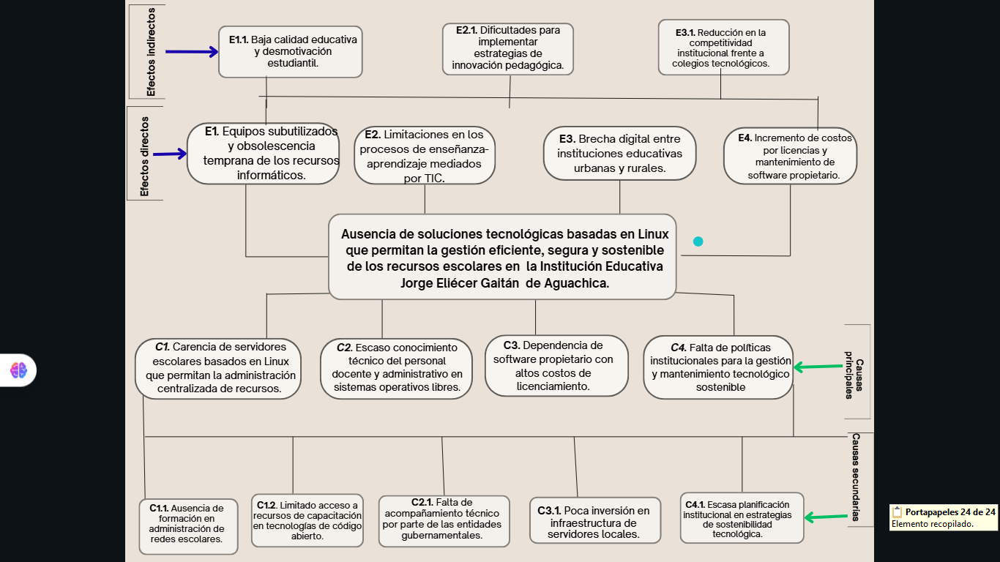 Efectos indirectos
E1.1. Baja calidad educativa
y desmotivación
estudiantil.
E2.1. Dificultades para
implementar
estrategias de
innovación pedagógica.
E3.1. Reducción en la
competitividad
institucional frente a
colegios tecnológicos.
Efectos directos
E1. Equipos subutilizados
y obsolescencia
temprana de los recursos
informáticos.
E2. Limitaciones en los
procesos de enseñanza-
aprendizaje mediados
por TIC.
E3. Brecha digital entre
instituciones educativas
urbanas y rurales.
E4. Incremento de costos
por licencias y
mantenimiento de
software propietario.
Ausencia de soluciones tecnológicas basadas en Linux
que permitan la gestión eficiente, segura y sostenible
de los recursos escolares en la Institución Educativa
Jorge Eliécer Gaitán de Aguachica.
C1. Carencia de servidores
escolares basados en Linux
que permitan la administración
centralizada de recursos.
C2. Escaso conocimiento
técnico del personal
docente y administrativo en
sistemas operativos libres.
C3. Dependencia de
software propietario con
altos costos de
licenciamiento.
C4. Falta de políticas
institucionales para la gestión
y mantenimiento tecnológico
sostenible
Causas
principales
C1.1. Ausencia de
formación en
administración de
redes escolares.
C1.2. Limitado acceso a
recursos de capacitación
en tecnologías de código
abierto.
C2.1. Falta de
acompañamiento técnico
por parte de las entidades
gubernamentales.
C3.1. Poca inversión en
infraestructura de
servidores locales.
C4.1. Escasa planificación
institucional en estrategias
de sostenibilidad
tecnológica.
Causas secundarias
Portapapeles 24 de 24
Elemento recopilado.